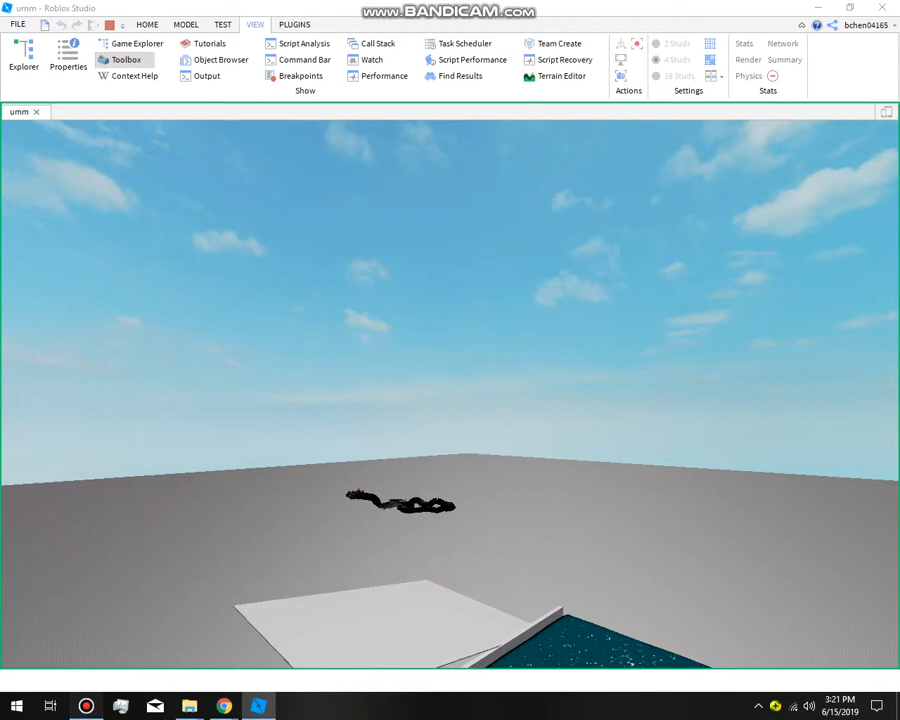 umm - Roblox Studio
www.BANDICAM.com
FILE HOME MODEL TEST VIEW PLUGINS bchen04165
Explorer Properties
Game Explorer Tutorials Script Analysis Call Stack Task Scheduler Team Create 2 Studs Stats Network
Toolbox Object Browser Command Bar Watch Script Performance Script Recovery 4 Studs Render Summary
Context Help Output Breakpoints Performance Find Results Terrain Editor 16 Studs Physics
Show Actions Settings Stats
umm
3:21 PM
6/15/2019